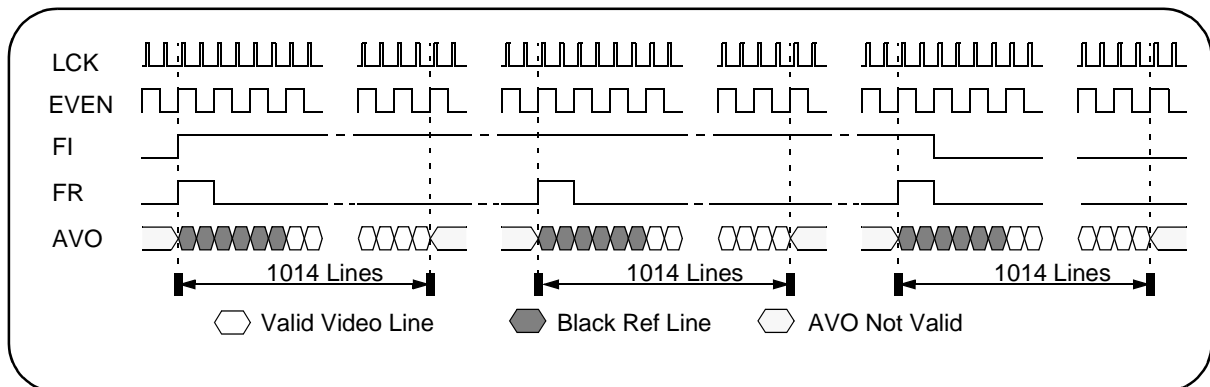 LCK
EVEN
FI
FR
AVO
1014 Lines 1014 Lines 1014 Lines
Valid Video Line Black Ref Line AVO Not Valid